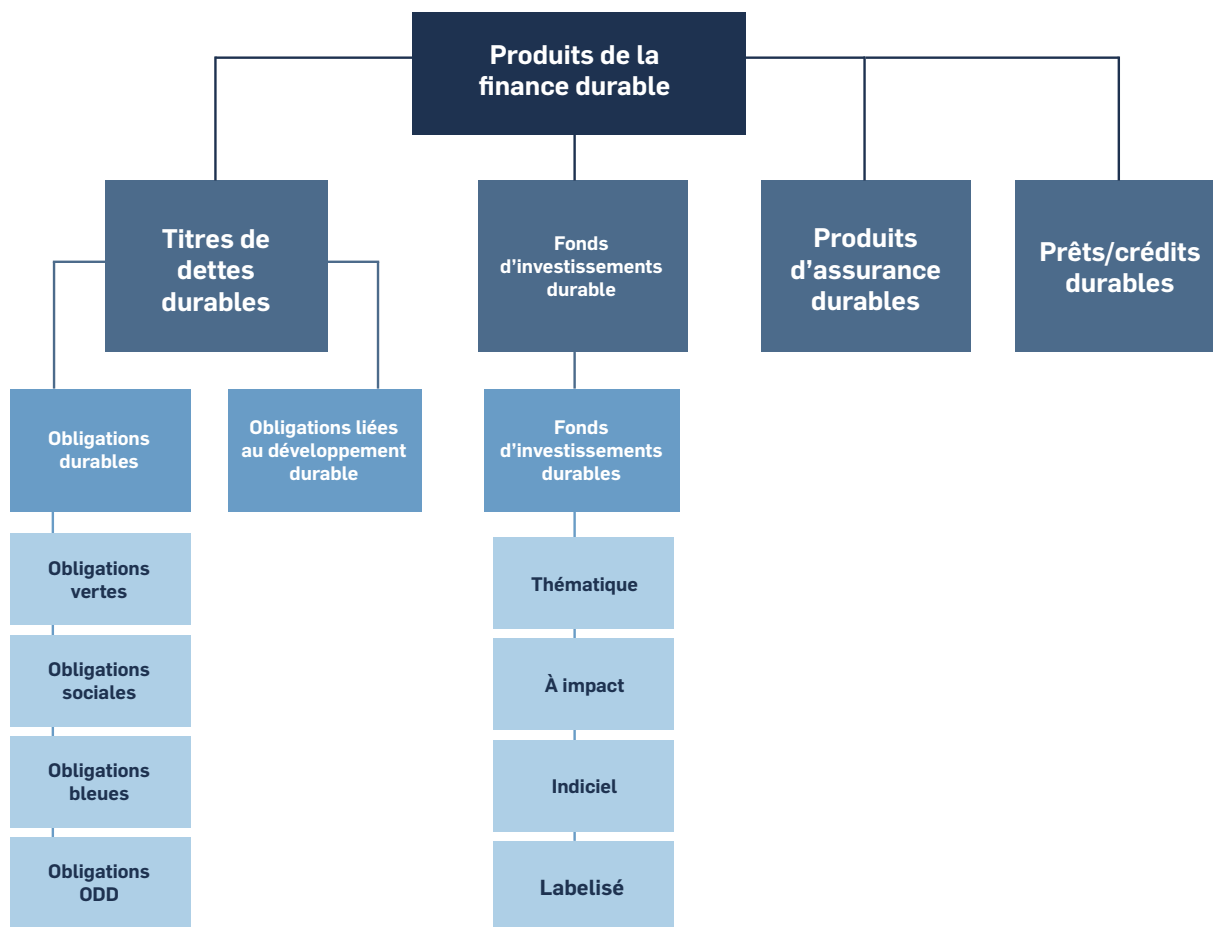 Produits de la
finance durable
Titres de
dettes
durables
Fonds
d'investissements
durable
Produits
d'assurance
durables
Prêts/crédits
durables
Obligations
durables
Obligations liées
au développement
durable
Fonds
d'investissements
durables
Obligations
vertes
Obligations
sociales
Obligations
bleues
Obligations
ODD
Thématique
À impact
Indiciel
Labelisé